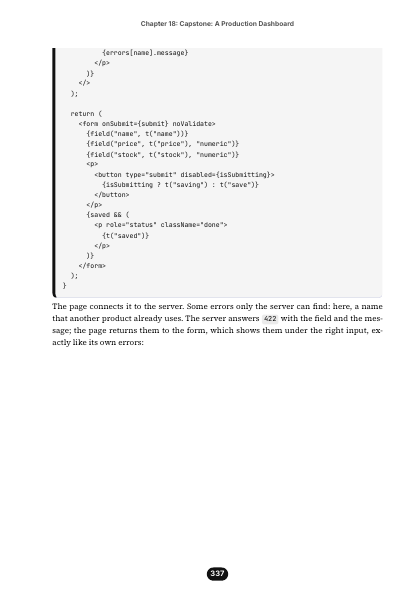 Chapter 18: Capstone: A Production Dashboard
          {errors[name].message}
        </p>
      )}
    </>
  );

  return (
    <form onSubmit={submit} noValidate>
      {field("name", t("name"))}
      {field("price", t("price"), "numeric")}
      {field("stock", t("stock"), "numeric")}
      <p>
        <button type="submit" disabled={isSubmitting}>
          {isSubmitting ? t("saving") : t("save")}
        </button>
      </p>
      {saved && (
        <p role="status" className="done">
          {t("saved")}
        </p>
      )}
    </form>
  );
}
The page connects it to the server. Some errors only the server can find: here, a name
that another product already uses. The server answers 422 with the field and the mes-
sage; the page returns them to the form, which shows them under the right input, ex-
actly like its own errors:
337